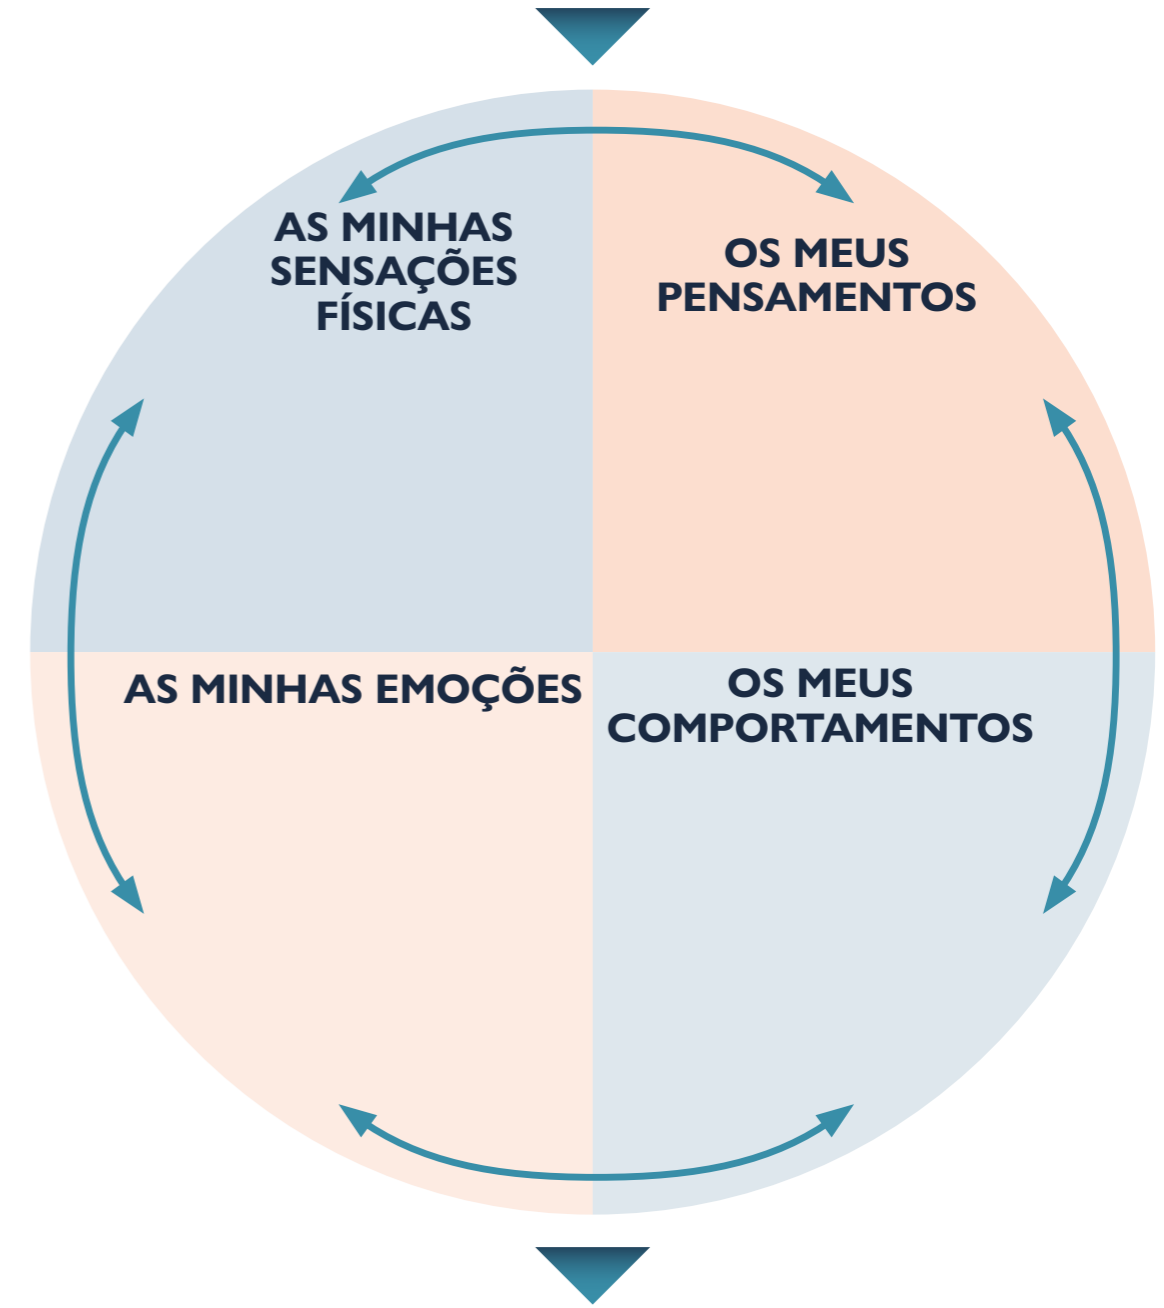 AS MINHAS
SENSAÇÕES
FÍSICAS
OS MEUS
PENSAMENTOS
AS MINHAS EMOÇÕES
OS MEUS
COMPORTAMENTOS